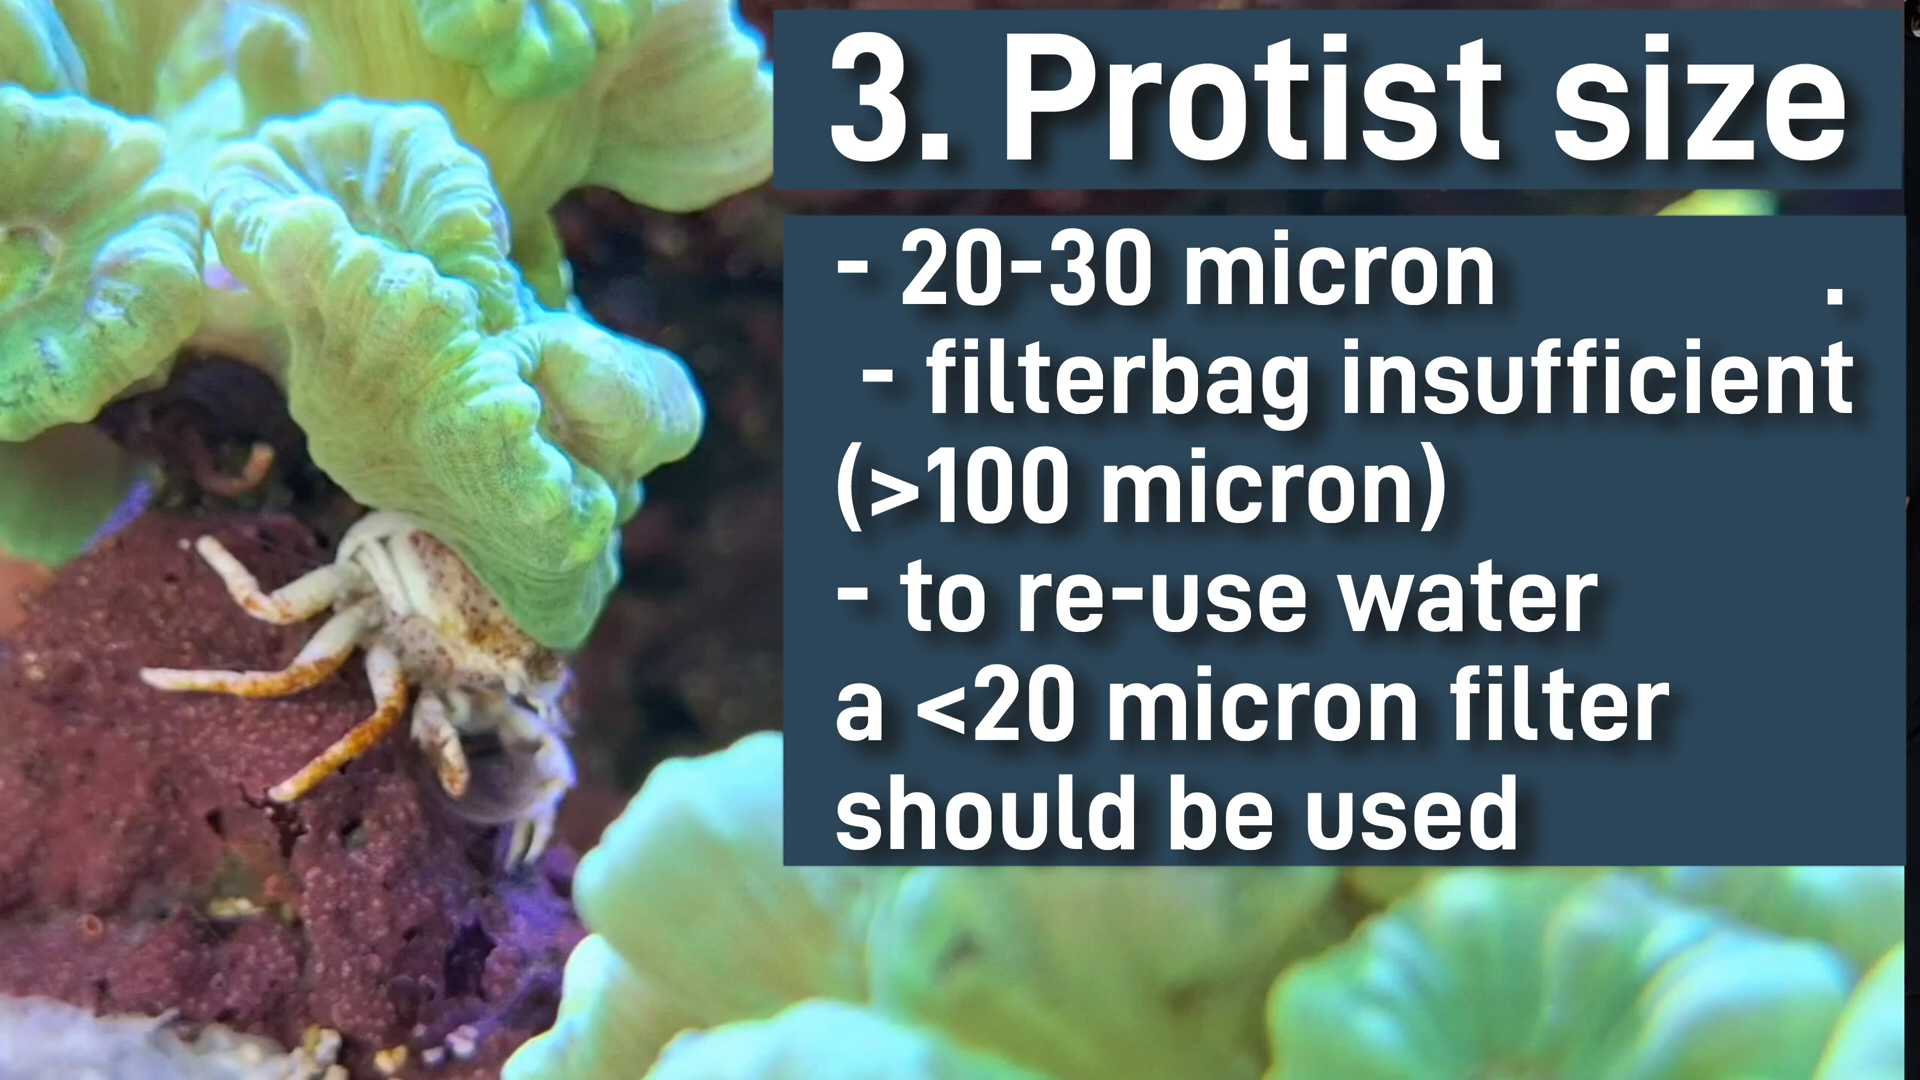 3. Protist size
- 20-30 micron .
- filterbag insufficient
(>100 micron)
- to re-use water
a <20 micron filter
should be used